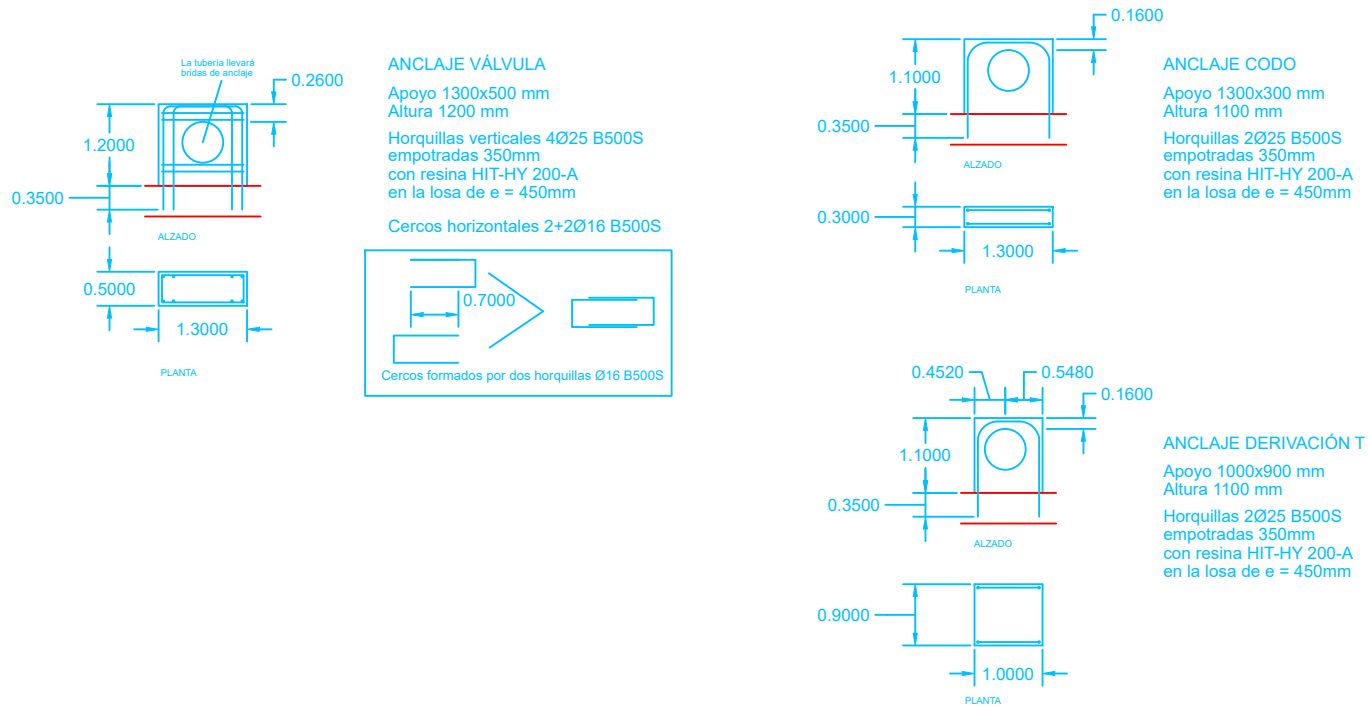 La tubería llevará
bridas de anclaje
0.2600
1.2000
0.3500
ALZADO
0.5000
1.3000
PLANTA
ANCLAJE VÁLVULA
Apoyo 1300x500 mm
Altura 1200 mm
Horquillas verticales 4Ø25 B500S
empotradas 350mm
con resina HIT-HY 200-A
en la losa de e = 450mm
Cercos horizontales 2+2Ø16 B500S
0.7000
Cercos formados por dos horquillas Ø16 B500S
0.1600
1.1000
0.3500
ALZADO
0.3000
1.3000
PLANTA
ANCLAJE CODO
Apoyo 1300x300 mm
Altura 1100 mm
Horquillas 2Ø25 B500S
empotradas 350mm
con resina HIT-HY 200-A
en la losa de e = 450mm
0.4520
0.5480
0.1600
1.1000
0.3500
ALZADO
0.9000
1.0000
PLANTA
ANCLAJE DERIVACIÓN T
Apoyo 1000x900 mm
Altura 1100 mm
Horquillas 2Ø25 B500S
empotradas 350mm
con resina HIT-HY 200-A
en la losa de e = 450mm